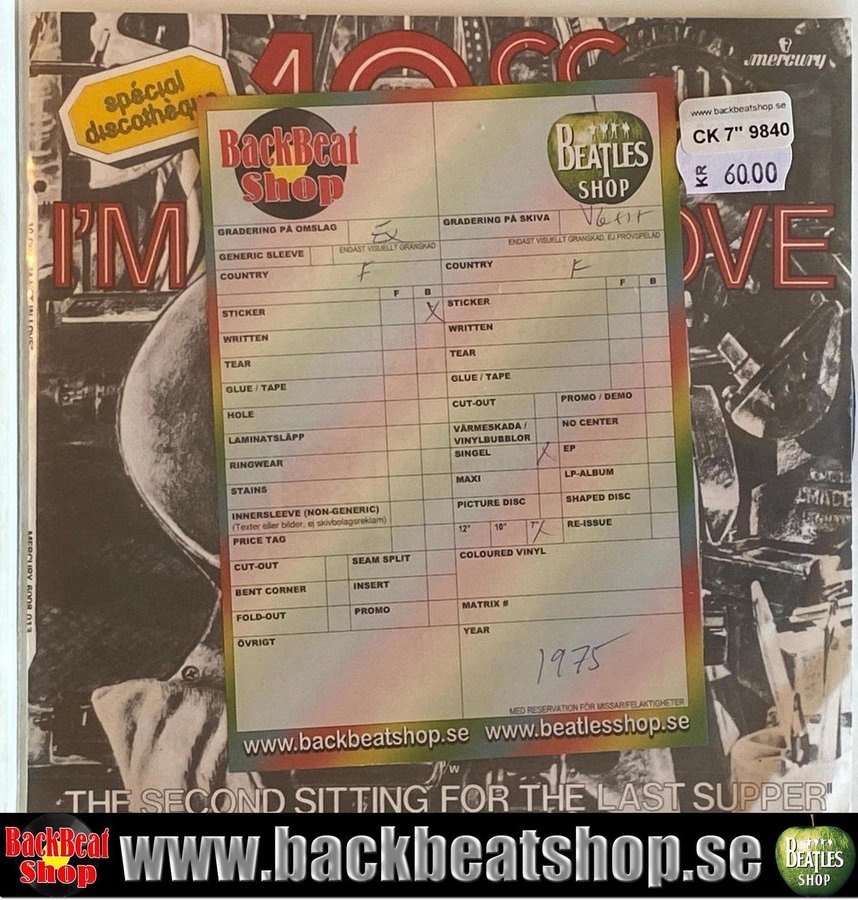 10cc
mercury
spécial
discothèque
www.backbeatshop.se
CK 7" 9840
KR 60.00
I'M
OVE
BackBeat
Shop
BEATLES
SHOP
GRADERING PÅ OMSLAG Ex
ENDAST VISUELLT GRANSKAD
GENERIC SLEEVE
COUNTRY F
F B
STICKER X
WRITTEN
TEAR
GLUE / TAPE
HOLE
LAMINATSLÄPP
RINGWEAR
STAINS
INNERSLEEVE (NON-GENERIC)
(Texter eller bilder, ej skivbolagsreklam)
PRICE TAG
CUT-OUT SEAM SPLIT
BENT CORNER INSERT
FOLD-OUT PROMO
ÖVRIGT
GRADERING PÅ SKIVA
ENDAST VISUELLT GRANSKAD, EJ PROVSPELAD
COUNTRY F
F B
STICKER
WRITTEN
TEAR
GLUE / TAPE
CUT-OUT PROMO / DEMO
VÄRMESKADA /
VINYLBUBBLOR
NO CENTER
SINGEL X EP
MAXI LP-ALBUM
PICTURE DISC SHAPED DISC
12" 10" 7" X RE-ISSUE
COLOURED VINYL
MATRIX #
YEAR
1975
MED RESERVATION FÖR MISSAR/FELAKTIGHETER
www.backbeatshop.se www.beatlesshop.se
MERCURY 6008 013
MADE
"THE SECOND SITTING FOR THE LAST SUPPER"
BackBeat
Shop
www.backbeatshop.se
BEATLES
SHOP